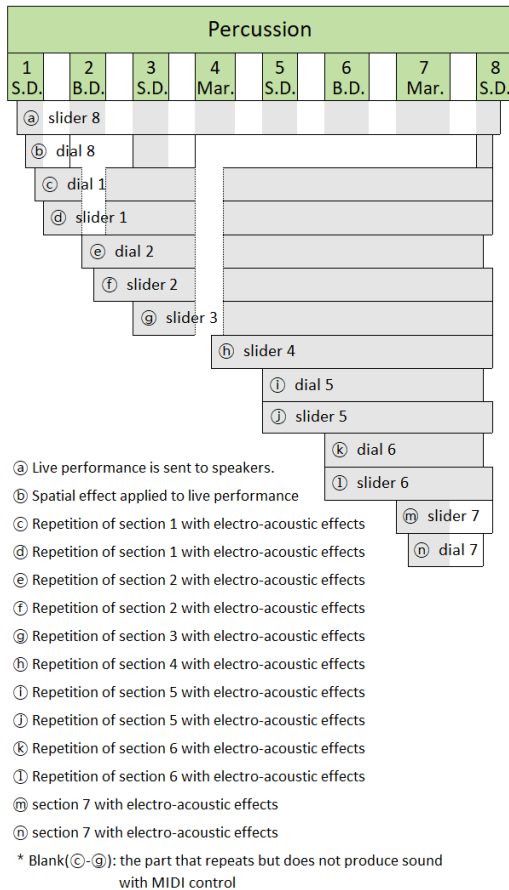 Percussion
1 2 3 4 5 6 7 8
S.D. B.D. S.D. Mar. S.D. B.D. Mar. S.D.
ⓐ slider 8
ⓑ dial 8
ⓒ dial 1
ⓓ slider 1
ⓔ dial 2
ⓕ slider 2
ⓖ slider 3
ⓗ slider 4
ⓘ dial 5
ⓙ slider 5
ⓚ dial 6
ⓛ slider 6
ⓜ slider 7
ⓝ dial 7
ⓐ Live performance is sent to speakers.
ⓑ Spatial effect applied to live performance
ⓒ Repetition of section 1 with electro-acoustic effects
ⓓ Repetition of section 1 with electro-acoustic effects
ⓔ Repetition of section 2 with electro-acoustic effects
ⓕ Repetition of section 2 with electro-acoustic effects
ⓖ Repetition of section 3 with electro-acoustic effects
ⓗ Repetition of section 4 with electro-acoustic effects
ⓘ Repetition of section 5 with electro-acoustic effects
ⓙ Repetition of section 5 with electro-acoustic effects
ⓚ Repetition of section 6 with electro-acoustic effects
ⓛ Repetition of section 6 with electro-acoustic effects
ⓜ section 7 with electro-acoustic effects
ⓝ section 7 with electro-acoustic effects
* Blank(ⓒ-ⓖ): the part that repeats but does not produce sound
with MIDI control